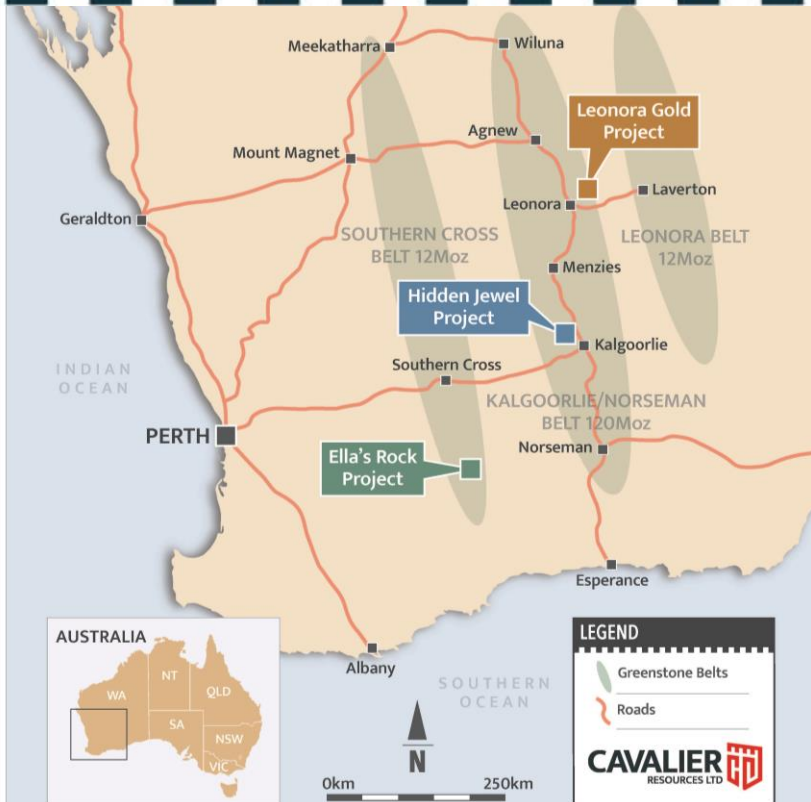 Meekatharra
Wiluna
Leonora Gold
Project
Agnew
Mount Magnet
Laverton
Leonora
Geraldton
SOUTHERN CROSS
BELT 12Moz
LEONORA BELT
12Moz
Menzies
Hidden Jewel
Project
Kalgoorlie
INDIAN
OCEAN
Southern Cross
KALGOORLIE/NORSEMAN
BELT 120Moz
PERTH
Norseman
Ella's Rock
Project
Esperance
AUSTRALIA
WA
NT
QLD
SA
NSW
VIC
Albany
SOUTHERN
OCEAN
N
0km
250km
LEGEND
Greenstone Belts
Roads
CAVALIER
RESOURCES LTD